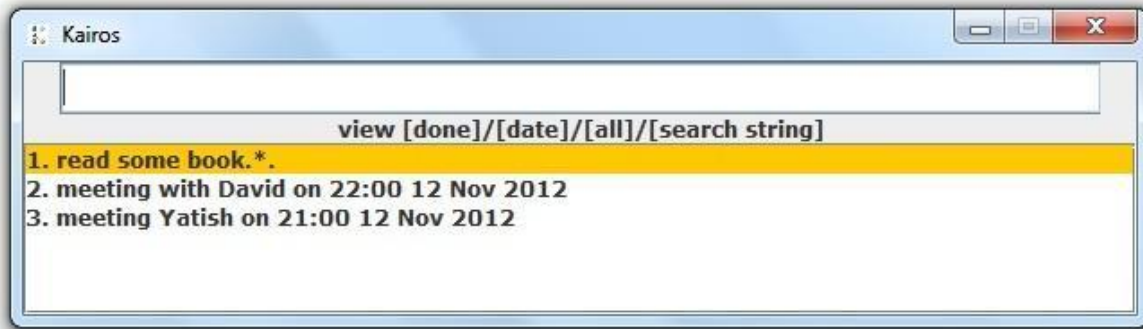 Kairos
view [done]/[date]/[all]/[search string]
1. read some book.*.
2. meeting with David on 22:00 12 Nov 2012
3. meeting Yatish on 21:00 12 Nov 2012